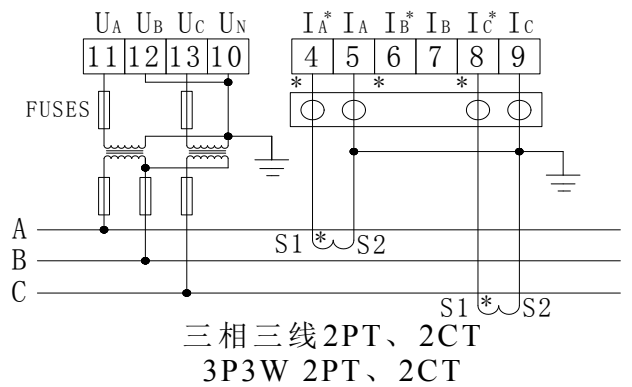 UA UB UC UN IA* IA IB* IB IC* IC
11 12 13 10 4 5 6 7 8 9
* * *
FUSES
A
S1 * S2
B
C
S1 * S2
三相三线2PT、2CT
3P3W 2PT、2CT